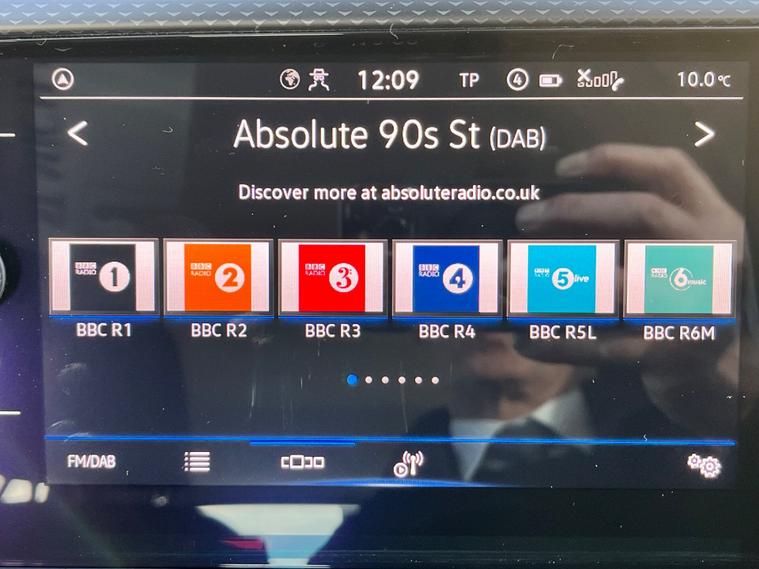 12:09 TP 4 10.0°C
< Absolute 90s St (DAB) >
Discover more at absoluteradio.co.uk
BBC RADIO 1
BBC RADIO 2
BBC RADIO 3
BBC RADIO 4
BBC RADIO 5 live
BBC RADIO 6 music
BBC R1 BBC R2 BBC R3 BBC R4 BBC R5L BBC R6M
FM/DAB